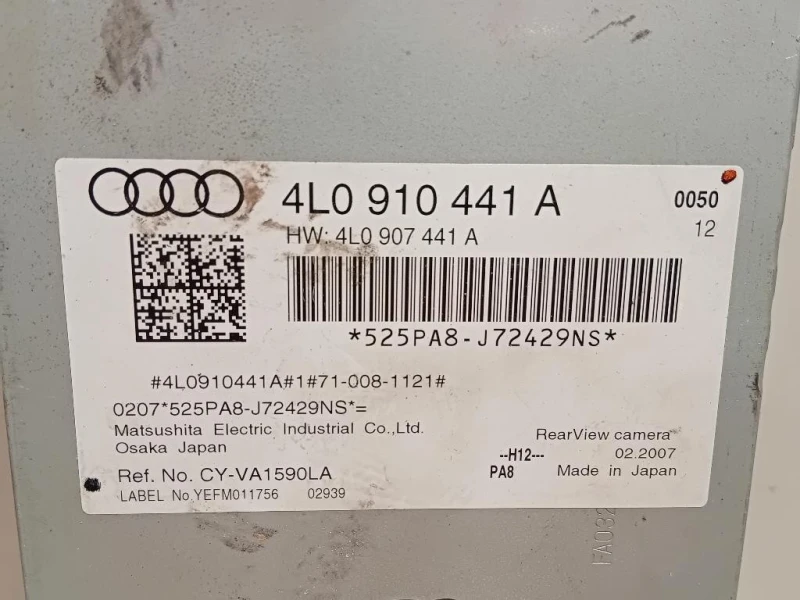 4L0 910 441 A
0050
HW: 4L0 907 441 A
12
*525PA8-J72429NS*
#4L0910441A#1#71-008-1121#
0207*525PA8-J72429NS*=
Matsushita Electric Industrial Co.,Ltd.
Osaka Japan
RearView camera
--H12---
02.2007
PA8
Made in Japan
Ref. No. CY-VA1590LA
LABEL No.YEFM011756
02939